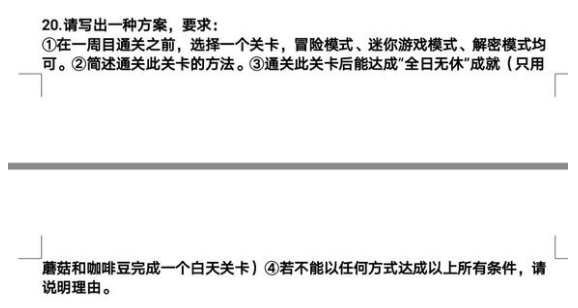 20.请写出一种方案，要求：
①在一周目通关之前，选择一个关卡，冒险模式、迷你游戏模式、解密模式均
可。②简述通关此关卡的方法。③通关此关卡后能达成“全日无休”成就（只用
蘑菇和咖啡豆完成一个白天关卡）④若不能以任何方式达成以上所有条件，请
说明理由。